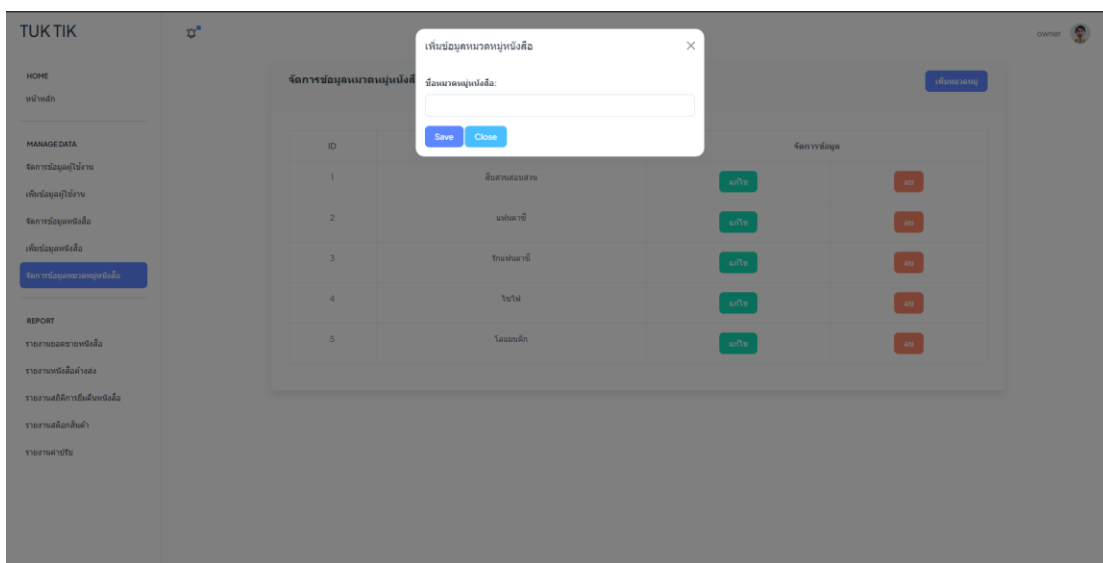 TUK TIK
owner
HOME
หน้าหลัก
MANAGE DATA
จัดการข้อมูลผู้ใช้งาน
เพิ่มข้อมูลผู้ใช้งาน
จัดการข้อมูลหนังสือ
เพิ่มข้อมูลหนังสือ
จัดการข้อมูลหมวดหมู่หนังสือ
REPORT
รายงานยอดขายหนังสือ
รายงานหนังสือค้างส่ง
รายงานสถิติการยืมคืนหนังสือ
รายงานสต็อกสินค้า
รายงานค่าปรับ
เพิ่มข้อมูลหมวดหมู่หนังสือ
ชื่อหมวดหมู่หนังสือ:
Save Close
จัดการข้อมูลหมวดหมู่หนังสื
เพิ่มหมวดหมู่
ID จัดการข้อมูล
1 สืบสวนสอบสวน แก้ไข ลบ
2 แฟนตาซี แก้ไข ลบ
3 รักแฟนตาซี แก้ไข ลบ
4 ไซไฟ แก้ไข ลบ
5 โลแมนติก แก้ไข ลบ